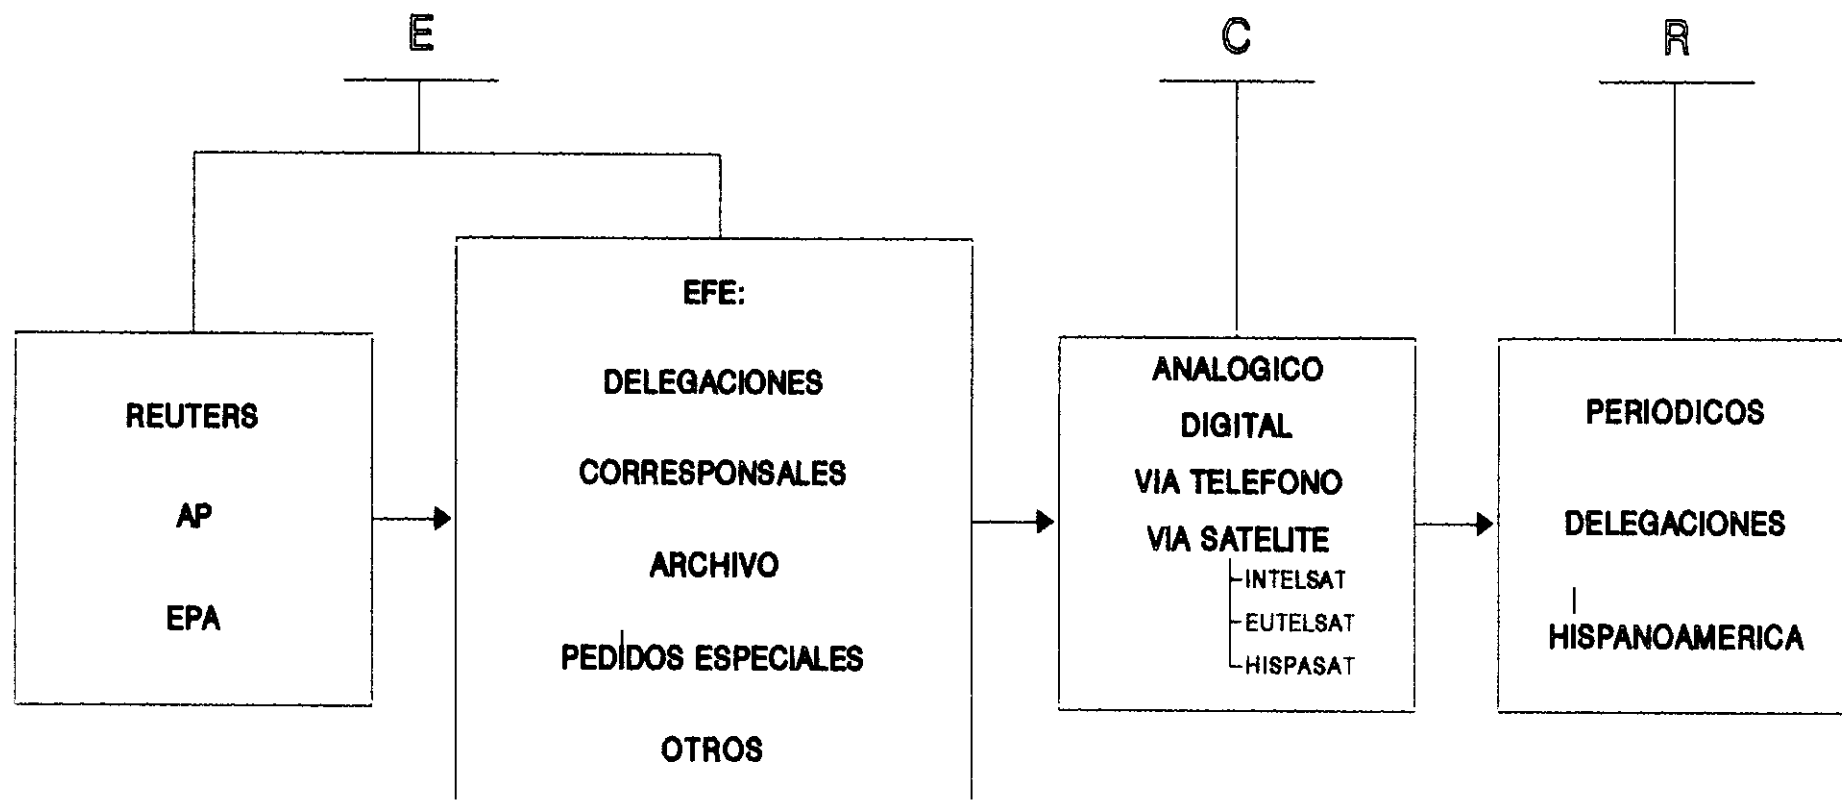 E
C
R
REUTERS
AP
EPA
EFE:
DELEGACIONES
CORRESPONSALES
ARCHIVO
PEDIDOS ESPECIALES
OTROS
ANALOGICO
DIGITAL
VIA TELEFONO
VIA SATELITE
INTELSAT
EUTELSAT
HISPASAT
PERIODICOS
DELEGACIONES
HISPANOAMERICA